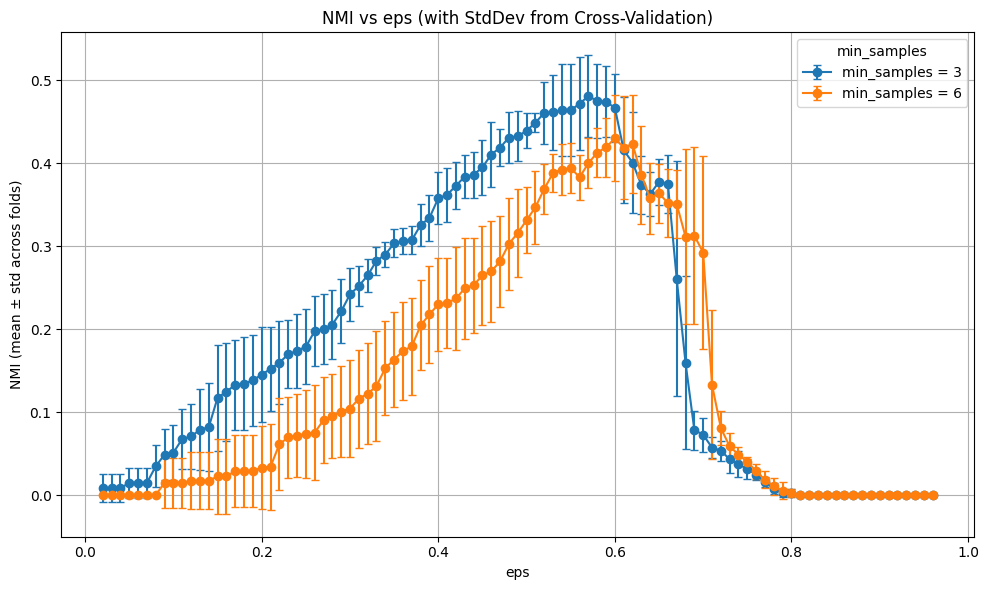 NMI vs eps (with StdDev from Cross-Validation)
min_samples
min_samples = 3
min_samples = 6
NMI (mean ± std across folds)
0.5
0.4
0.3
0.2
0.1
0.0
0.0 0.2 0.4 0.6 0.8 1.0
eps